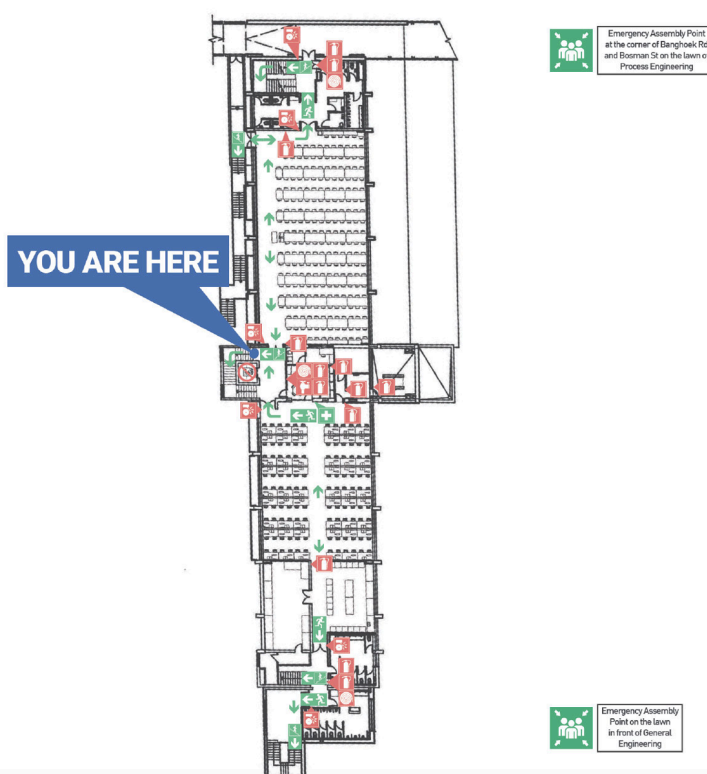 Emergency Assembly Point
at the corner of Banghoek Rd
and Bosman St on the lawn of
Process Engineering
YOU ARE HERE
Emergency Assembly
Point on the lawn
in front of General
Engineering